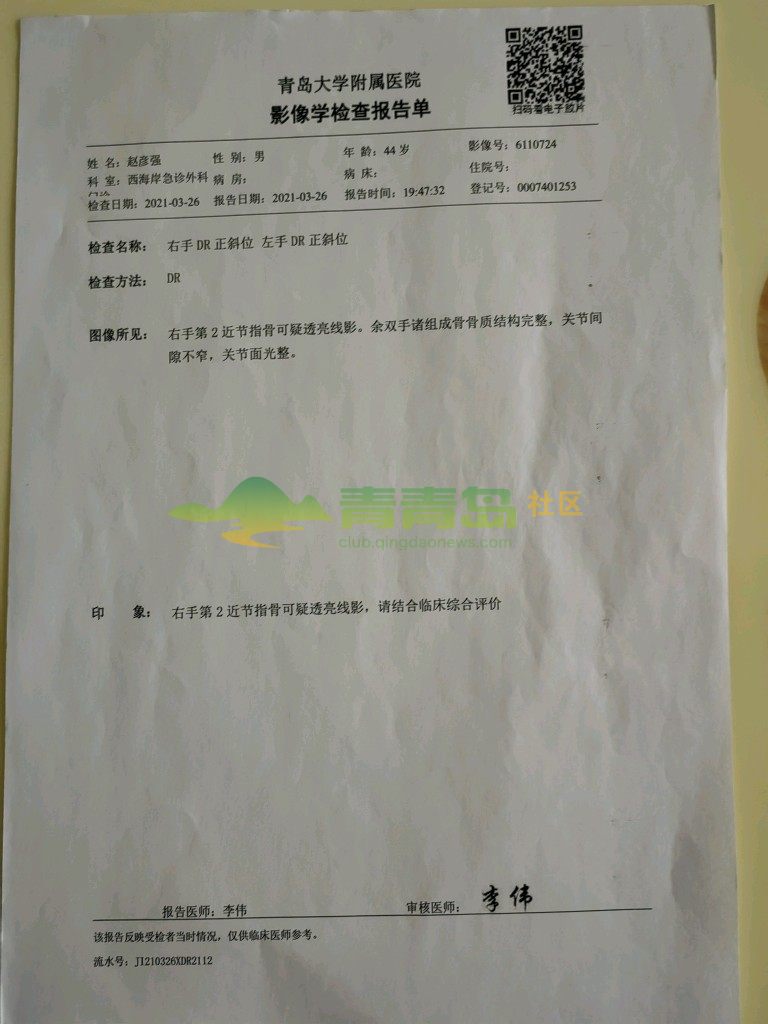 青岛大学附属医院
影像学检查报告单
扫码看电子胶片
姓 名：赵彦强 性 别：男 年 龄：44 岁 影像号：6110724
科 室：西海岸急诊外科 病 房： 病 床： 住院号：
检查日期：2021-03-26 报告日期：2021-03-26 报告时间：19:47:32 登记号：0007401253
检查名称： 右手 DR 正斜位 左手 DR 正斜位
检查方法： DR
图像所见： 右手第 2 近节指骨可疑透亮线影。余双手诸组成骨骨质结构完整，关节间
隙不窄，关节面光整。
青青岛 社区
club.qingdaonews.com
印 象： 右手第 2 近节指骨可疑透亮线影，请结合临床综合评价
报告医师：李伟 审核医师：李伟
该报告反映受检者当时情况，仅供临床医师参考。
流水号：JI210326XDR2112